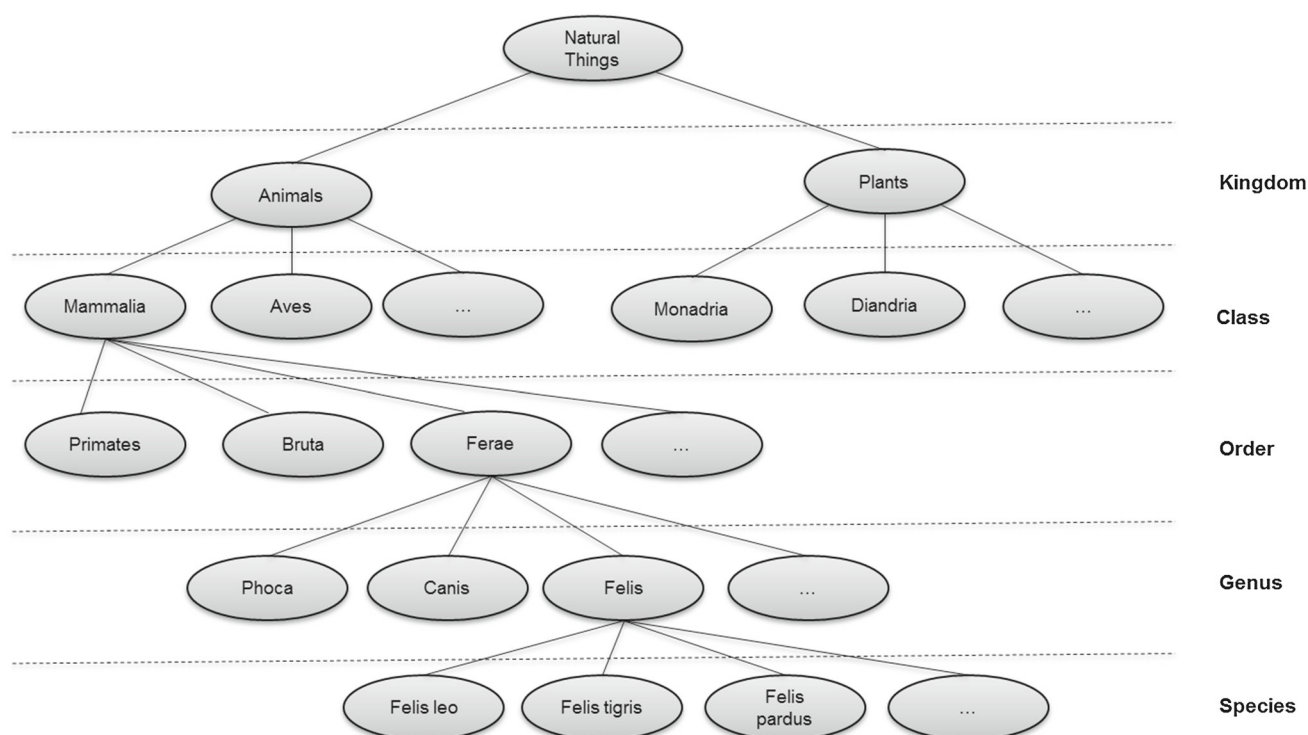 Natural
Things
Animals
Plants
Kingdom
Mammalia
Aves
…
Monadria
Diandria
…
Class
Primates
Bruta
Ferae
…
Order
Phoca
Canis
Felis
…
Genus
Felis leo
Felis tigris
Felis
pardus
…
Species